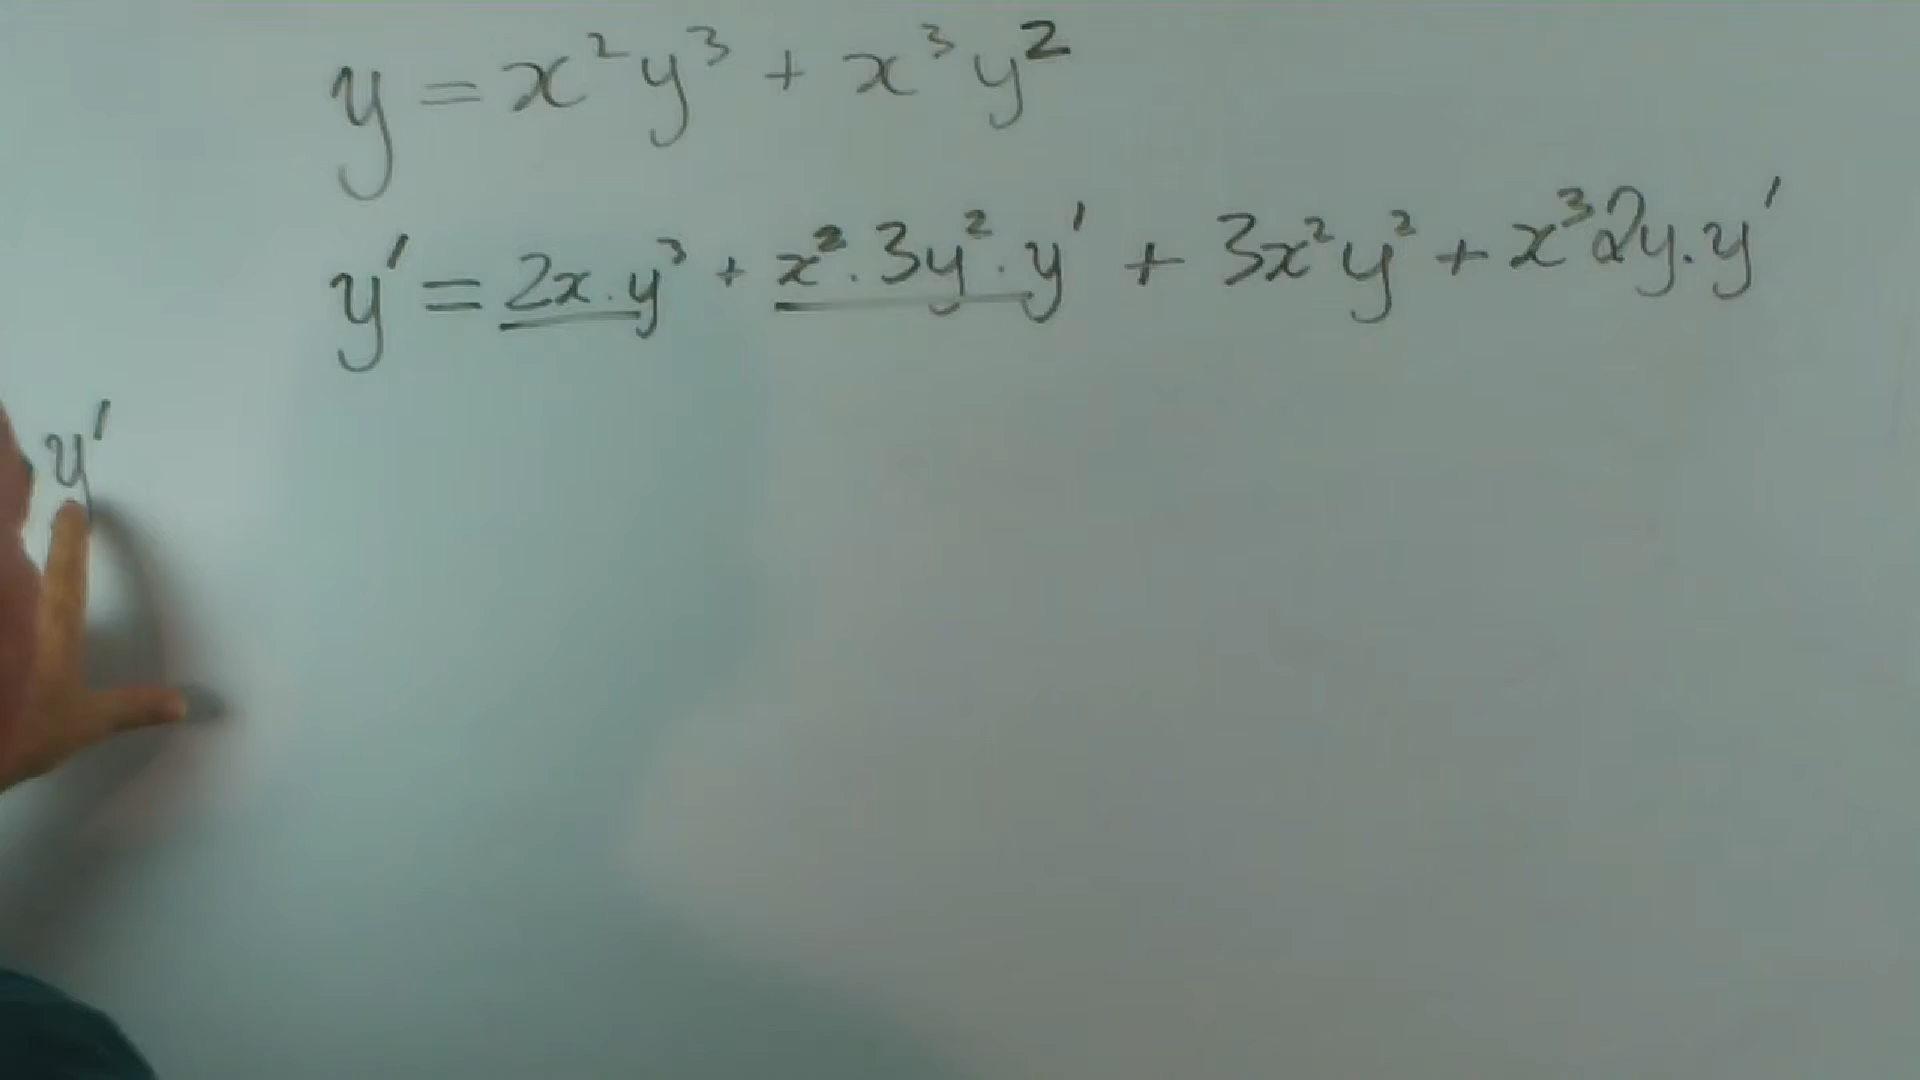 y = x²y³ + x³y²
y' = 2x.y³ + x².3y².y' + 3x²y² + x³2y.y'
y'